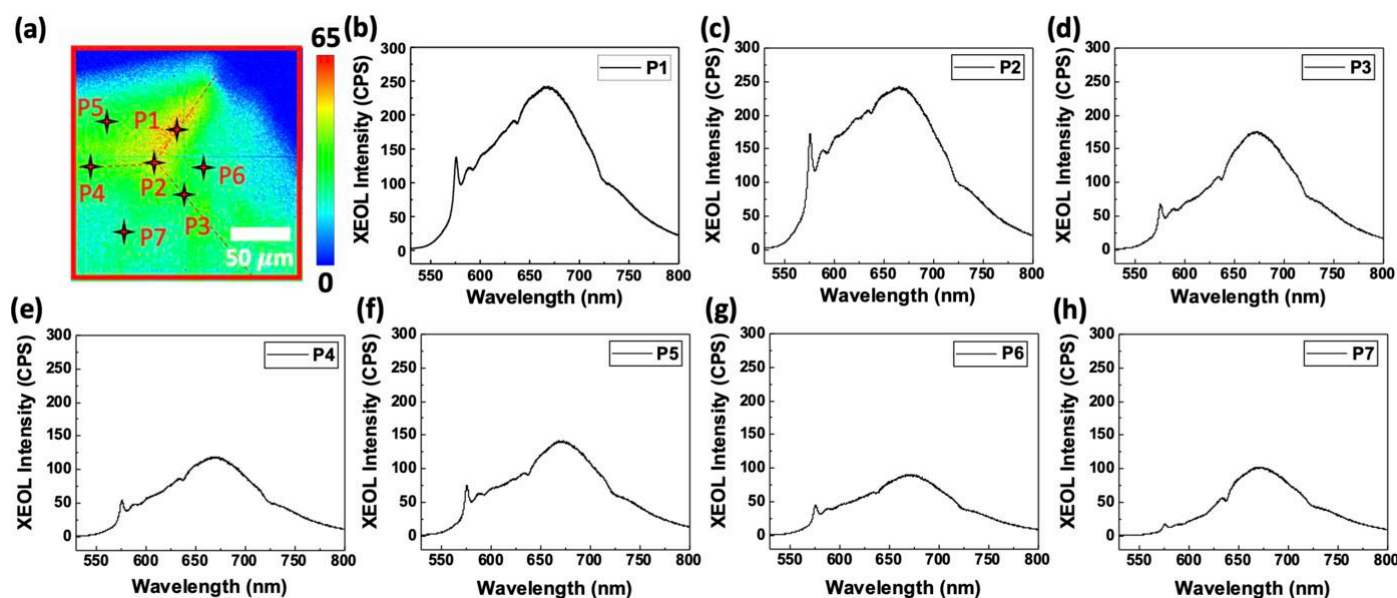 (a)
65
0
P5
P1
P4
P2
P6
P3
P7
50 μm
(b)
XEOL Intensity (CPS)
300
250
200
150
100
50
0
P1
550 600 650 700 750 800
Wavelength (nm)
(c)
XEOL Intensity (CPS)
300
250
200
150
100
50
0
P2
550 600 650 700 750 800
Wavelength (nm)
(d)
XEOL Intensity (CPS)
300
250
200
150
100
50
0
P3
550 600 650 700 750 800
Wavelength (nm)
(e)
XEOL Intensity (CPS)
300
250
200
150
100
50
0
P4
550 600 650 700 750 800
Wavelength (nm)
(f)
XEOL Intensity (CPS)
300
250
200
150
100
50
0
P5
550 600 650 700 750 800
Wavelength (nm)
(g)
XEOL Intensity (CPS)
300
250
200
150
100
50
0
P6
550 600 650 700 750 800
Wavelength (nm)
(h)
XEOL Intensity (CPS)
300
250
200
150
100
50
0
P7
550 600 650 700 750 800
Wavelength (nm)